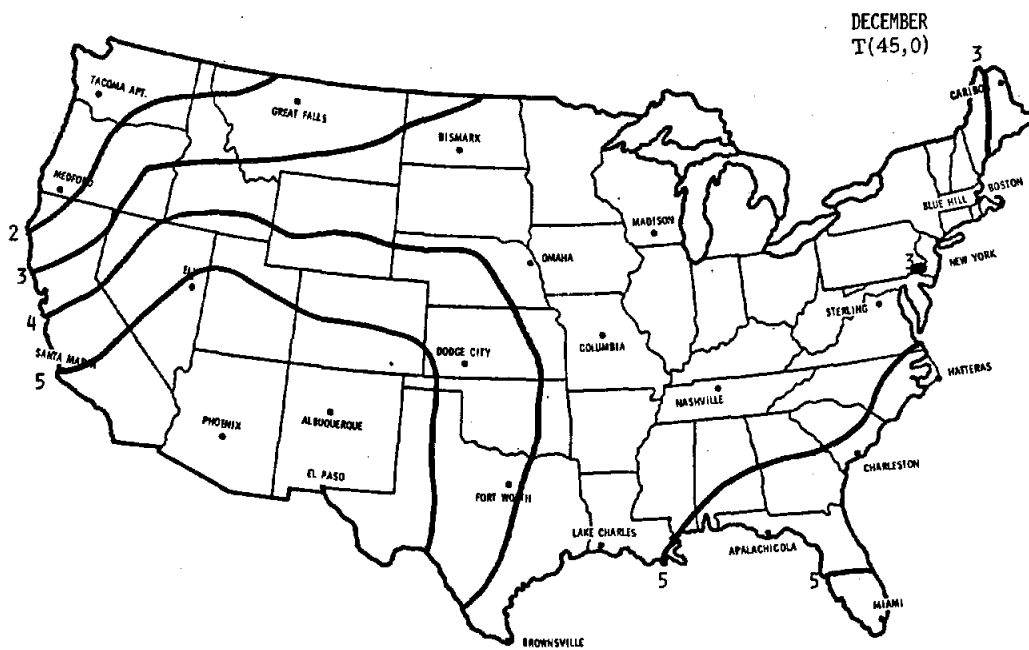 DECEMBER
T(45,0)
3
CARIBO
TACOMA APT.
GREAT FALLS
BISMARK
MEDFORD
BOSTON
BLUE HILL
MADISON
2
OMAHA
NEW YORK
3
3
ELY
4
STERLING
COLUMBIA
SANTA MARIA
DODGE CITY
5
HATTERAS
NASHVILLE
PHOENIX
ALBUQUERQUE
CHARLESTON
EL PASO
FORT WORTH
LAKE CHARLES
APALACHICOLA
5
5
MIAMI
BROWNSVILLE